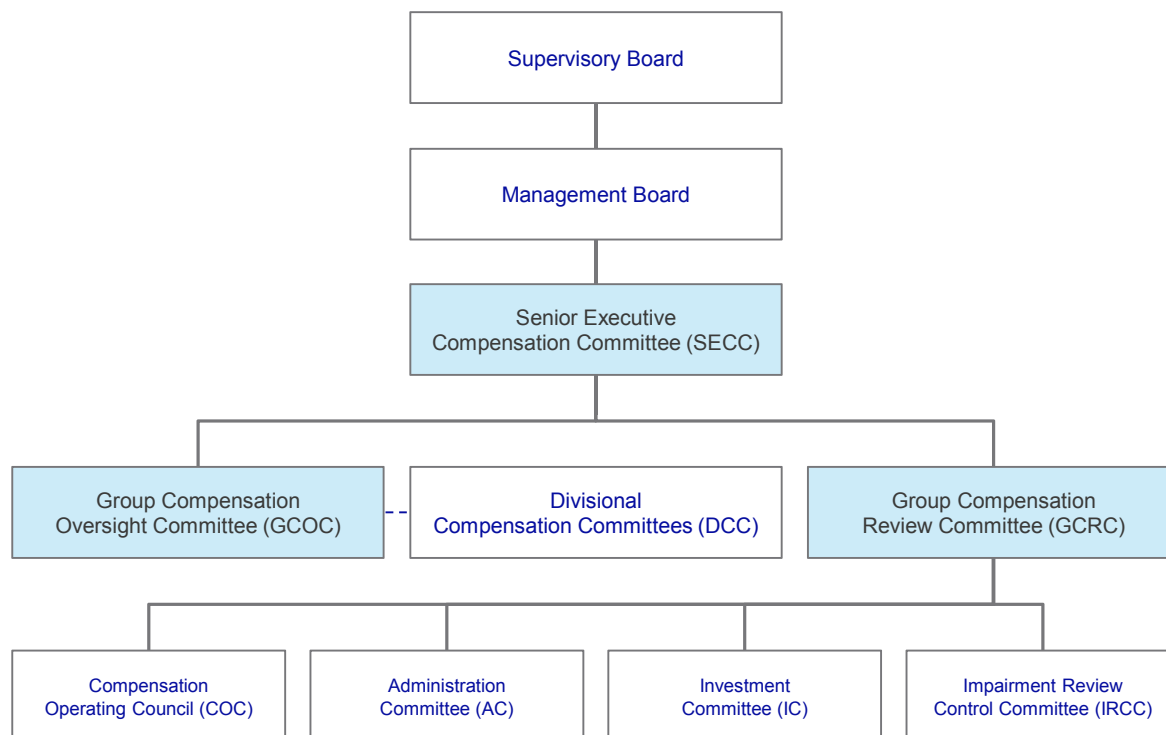 Supervisory Board
Management Board
Senior Executive
Compensation Committee (SECC)
Group Compensation
Oversight Committee (GCOC)
Divisional
Compensation Committees (DCC)
Group Compensation
Review Committee (GCRC)
Compensation
Operating Council (COC)
Administration
Committee (AC)
Investment
Committee (IC)
Impairment Review
Control Committee (IRCC)